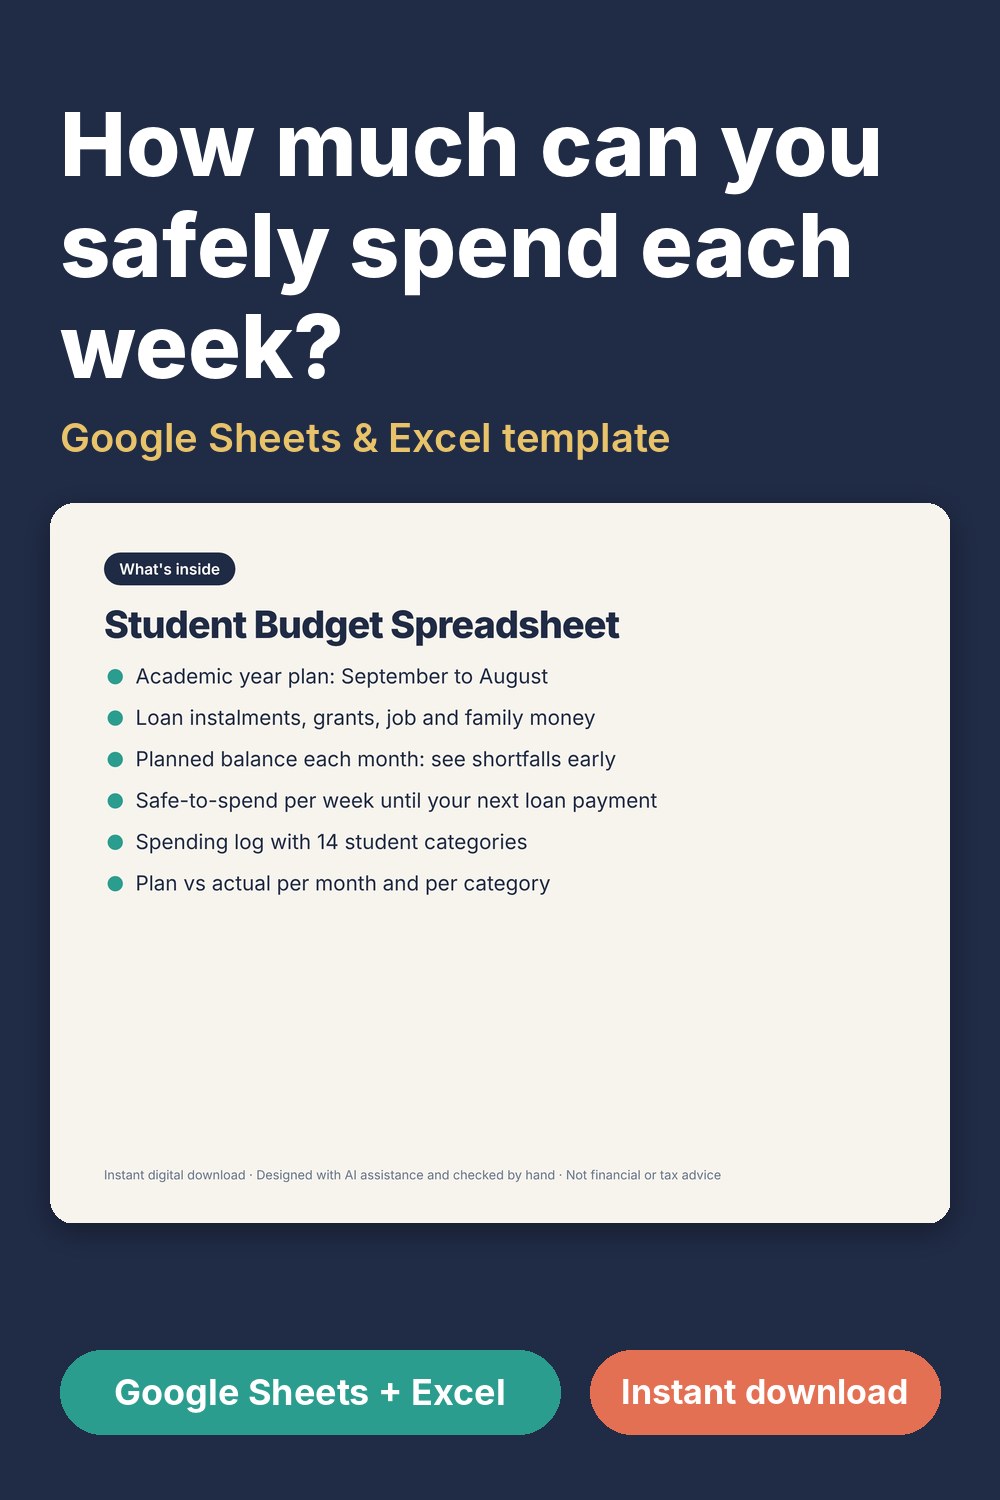 How much can you
safely spend each
week?
Google Sheets & Excel template
What's inside
Student Budget Spreadsheet
Academic year plan: September to August
Loan instalments, grants, job and family money
Planned balance each month: see shortfalls early
Safe-to-spend per week until your next loan payment
Spending log with 14 student categories
Plan vs actual per month and per category
Instant digital download · Designed with AI assistance and checked by hand · Not financial or tax advice
Google Sheets + Excel
Instant download